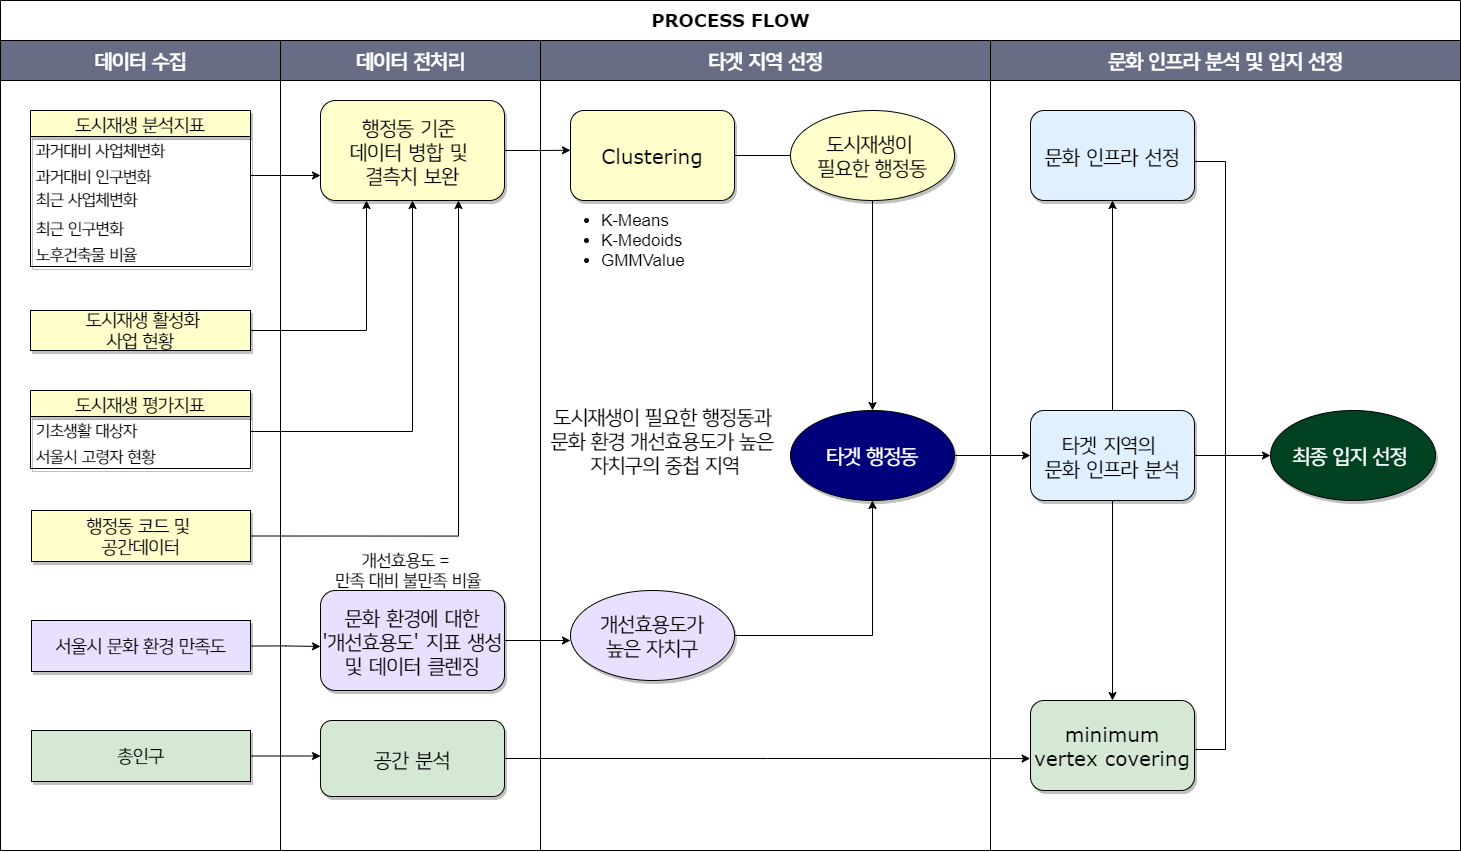 PROCESS FLOW
데이터 수집
데이터 전처리
타겟 지역 선정
문화 인프라 분석 및 입지 선정
도시재생 분석지표
과거대비 사업체변화
과거대비 인구변화
최근 사업체변화
최근 인구변화
노후건축물 비율
도시재생 활성화
사업 현황
도시재생 평가지표
기초생활 대상자
서울시 고령자 현황
행정동 코드 및
공간데이터
서울시 문화 환경 만족도
총인구
행정동 기준
데이터 병합 및
결측치 보완
개선효용도 =
만족 대비 불만족 비율
문화 환경에 대한
'개선효용도' 지표 생성
및 데이터 클렌징
공간 분석
Clustering
• K-Means
• K-Medoids
• GMMValue
도시재생이
필요한 행정동
도시재생이 필요한 행정동과
문화 환경 개선효용도가 높은
자치구의 중첩 지역
타겟 행정동
개선효용도가
높은 자치구
문화 인프라 선정
타겟 지역의
문화 인프라 분석
minimum
vertex covering
최종 입지 선정